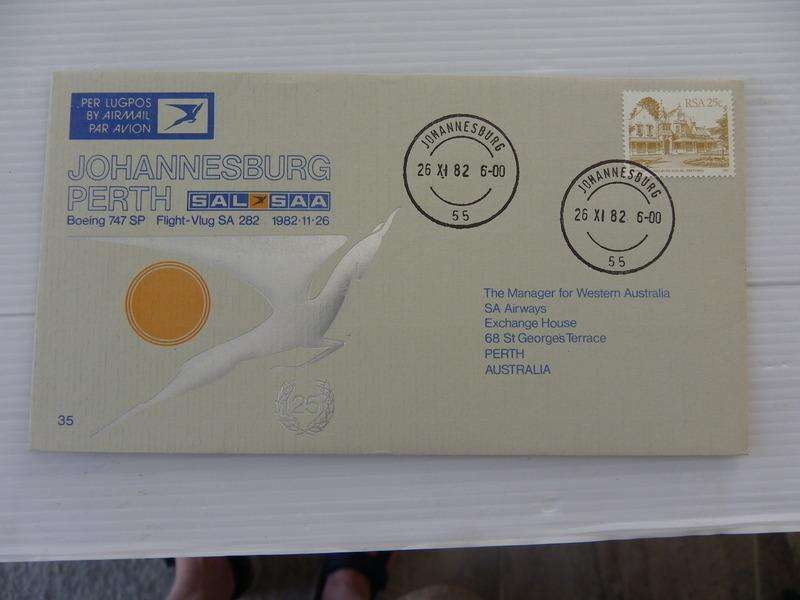 PER LUGPOS
BY AIRMAIL
PAR AVION
JOHANNESBURG
PERTH SAL SAA
Boeing 747 SP Flight-Vlug SA 282 1982·11·26
JOHANNESBURG
26 XI 82 6-00
55
RSA 25c
JOHANNESBURG
26 XI 82 6-00
55
The Manager for Western Australia
SA Airways
Exchange House
68 St Georges Terrace
PERTH
AUSTRALIA
25
35